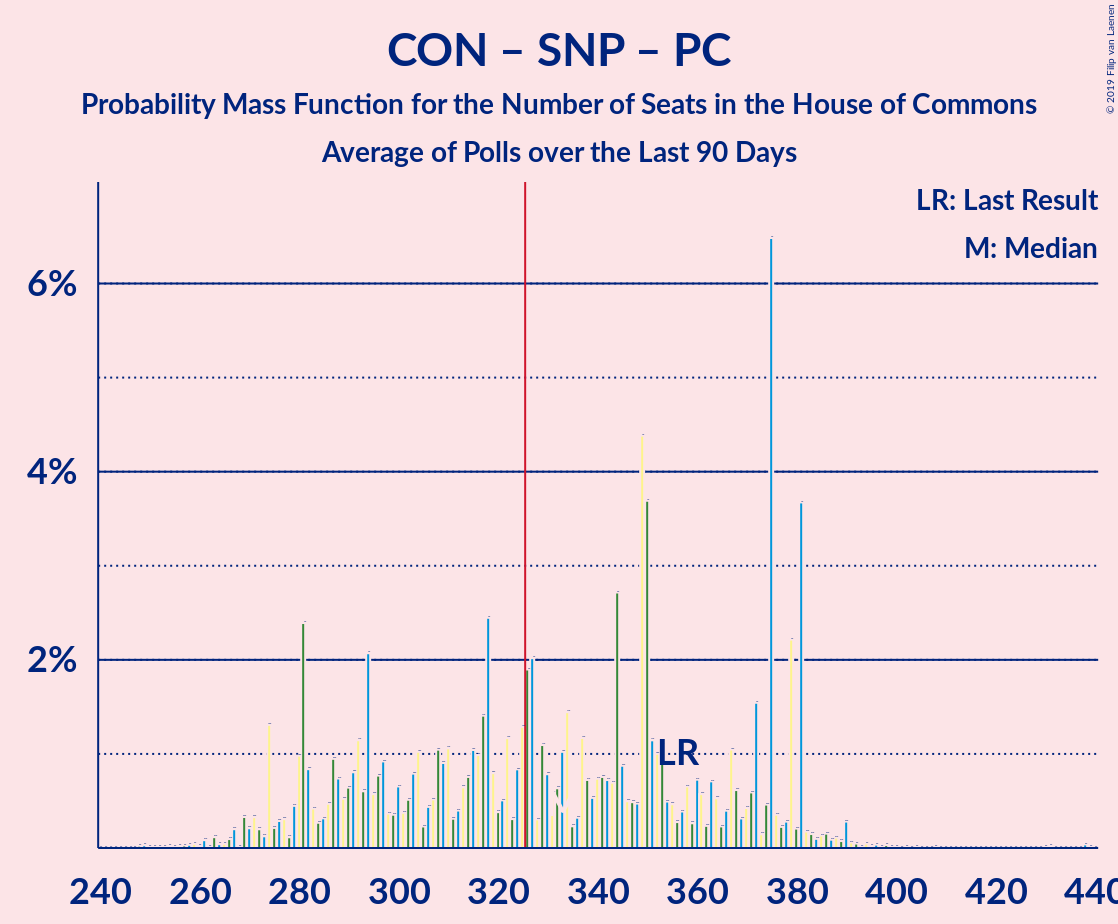 CON – SNP – PC
Probability Mass Function for the Number of Seats in the House of Commons
Average of Polls over the Last 90 Days
© 2019 Filip van Laenen
LR: Last Result
M: Median
6%
4%
2%
LR
240 260 280 300 320 340 360 380 400 420 440